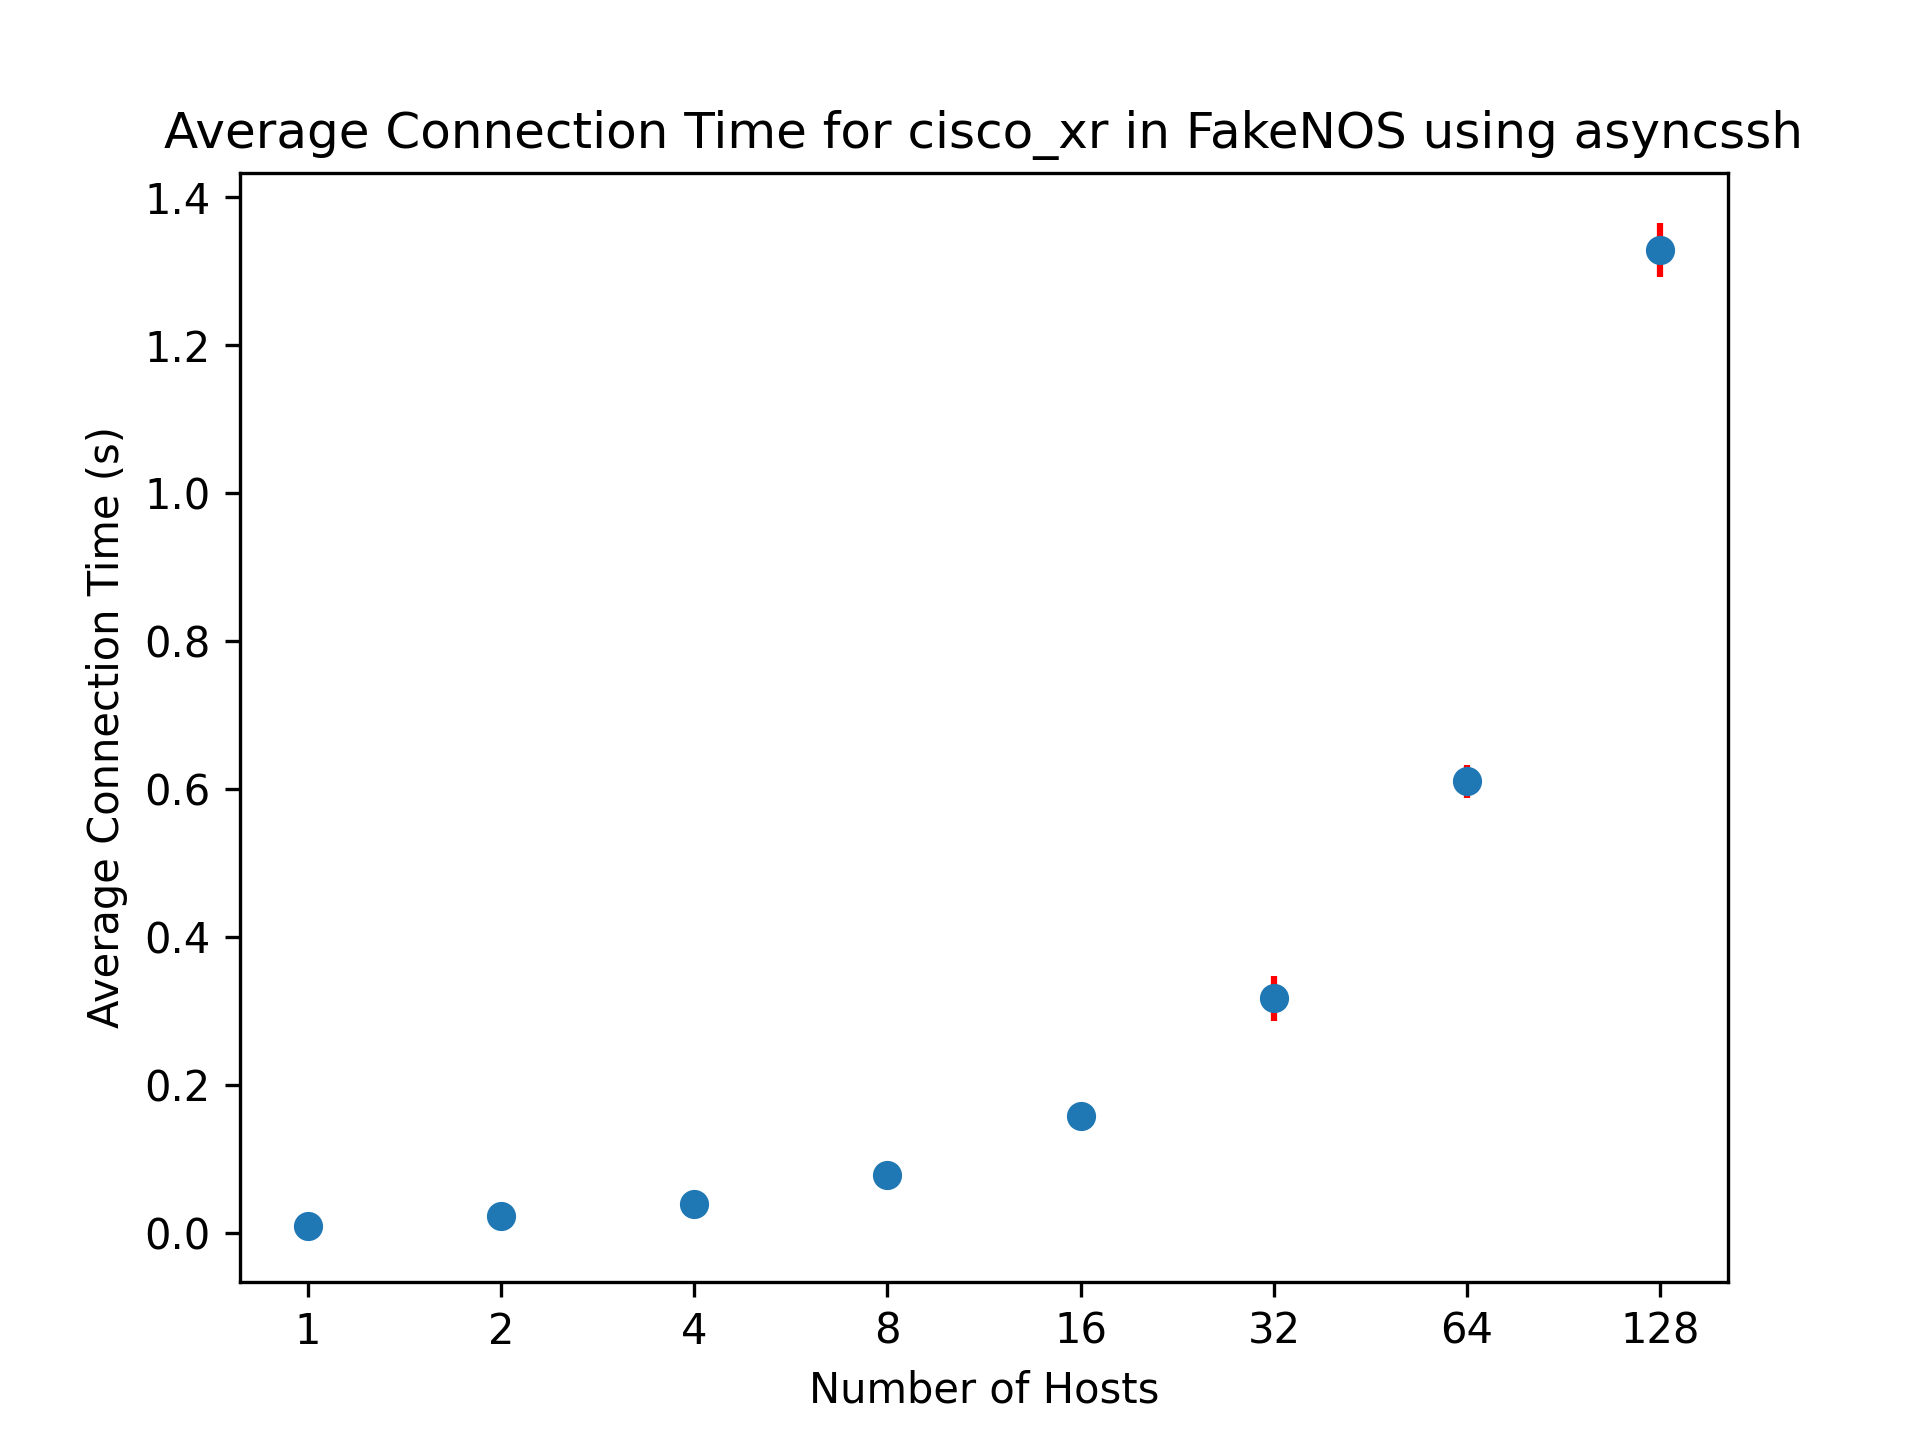 Average Connection Time for cisco_xr in FakeNOS using asyncssh
Average Connection Time (s)
1.4
1.2
1.0
0.8
0.6
0.4
0.2
0.0
1 2 4 8 16 32 64 128
Number of Hosts